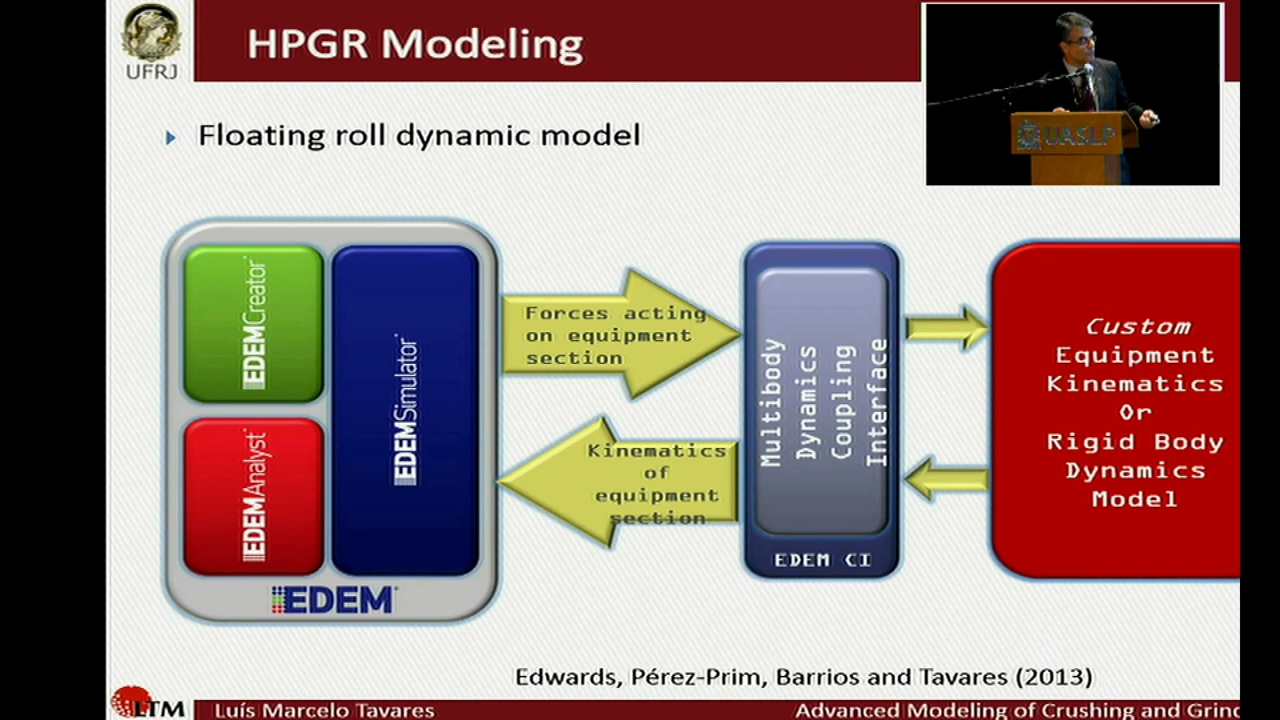 UFRJ
HPGR Modeling
UASLP
Floating roll dynamic model
EDEMCreator
EDEMAnalyst
EDEMSimulator
EDEM
Forces acting
on equipment
section
Kinematics
of
equipment
section
Multibody
Dynamics
Coupling
Interface
EDEM CI
Custom
Equipment
Kinematics
Or
Rigid Body
Dynamics
Model
Edwards, Pérez-Prim, Barrios and Tavares (2013)
LTM
Luís Marcelo Tavares
Advanced Modeling of Crushing and Grind